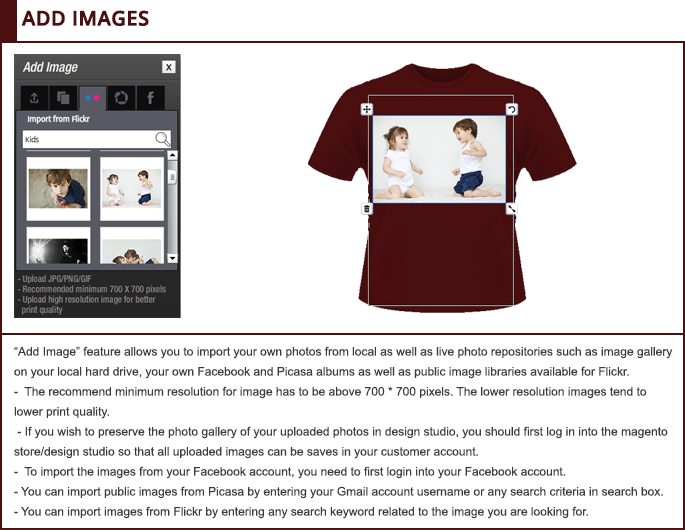 ADD IMAGES
Add Image
X
f
Import from Flickr
Kids
- Upload JPG/PNG/GIF
- Recommended minimum 700 X 700 pixels
- Upload high resolution image for better
print quality
“Add Image” feature allows you to import your own photos from local as well as live photo repositories such as image gallery
on your local hard drive, your own Facebook and Picasa albums as well as public image libraries available for Flickr.
- The recommend minimum resolution for image has to be above 700 * 700 pixels. The lower resolution images tend to
lower print quality.
- If you wish to preserve the photo gallery of your uploaded photos in design studio, you should first log in into the magento
store/design studio so that all uploaded images can be saves in your customer account.
- To import the images from your Facebook account, you need to first login into your Facebook account.
- You can import public images from Picasa by entering your Gmail account username or any search criteria in search box.
- You can import images from Flickr by entering any search keyword related to the image you are looking for.